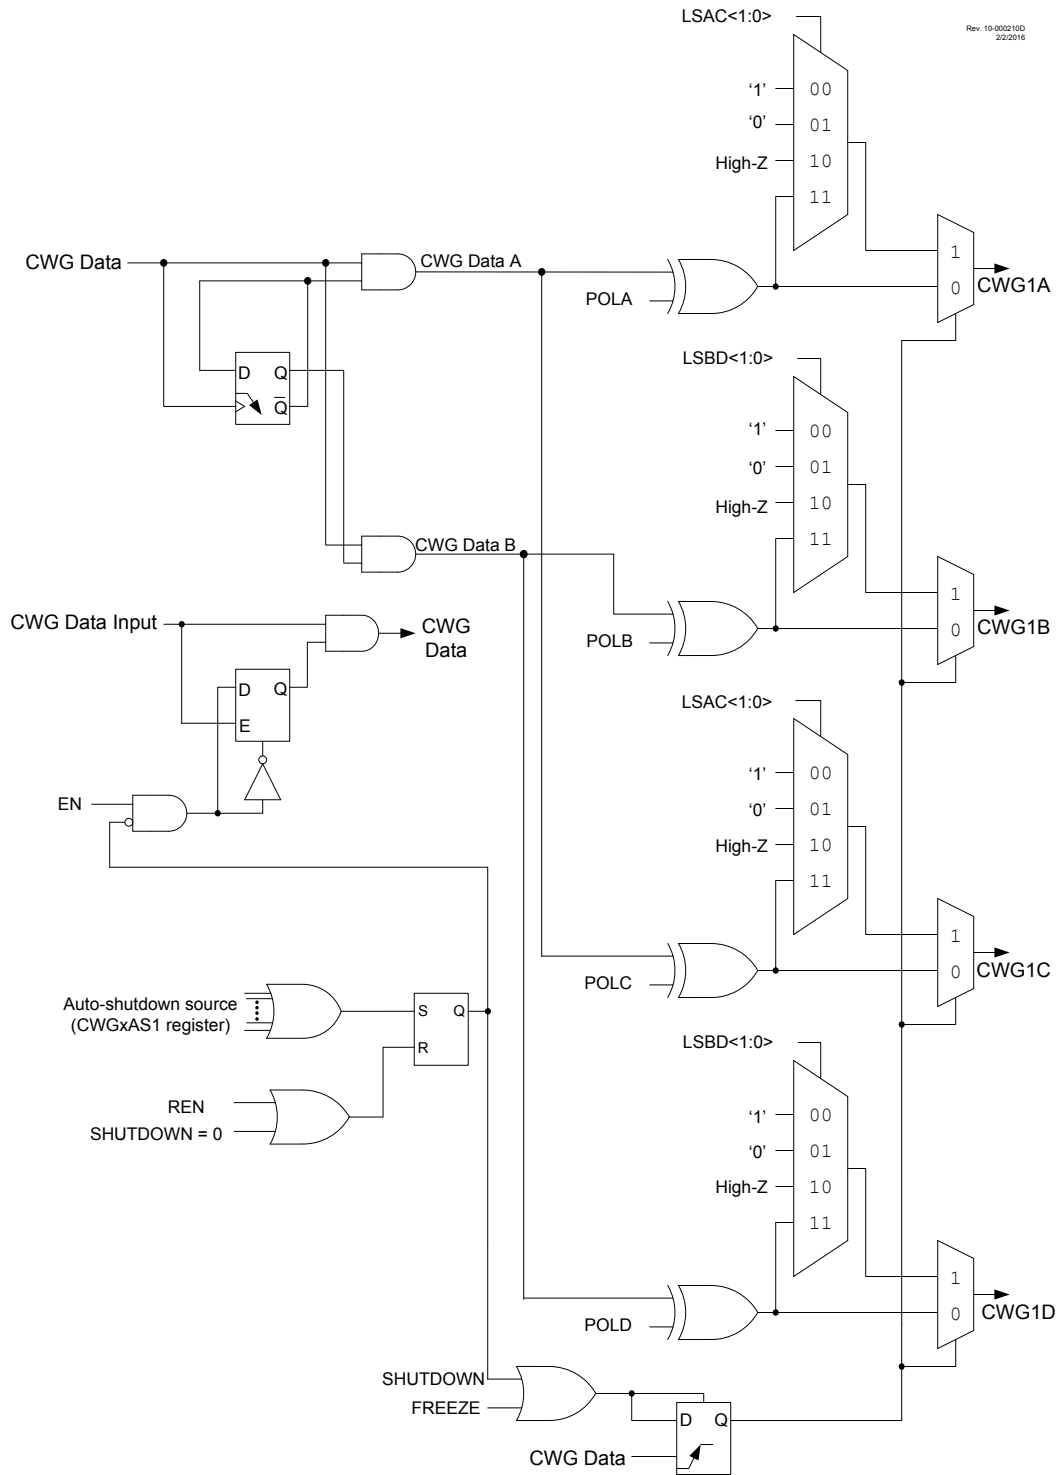 LSAC<1:0>
Rev. 10-000210D
2/2/2016
‘1’
00
‘0’
01
High-Z
10
11
CWG Data
CWG Data A
POLA
1
0
CWG1A
D
Q
Q
LSBD<1:0>
‘1’
00
‘0’
01
High-Z
10
11
CWG Data B
POLB
1
0
CWG1B
CWG Data Input
CWG
Data
D
Q
E
EN
LSAC<1:0>
‘1’
00
‘0’
01
High-Z
10
11
POLC
1
0
CWG1C
Auto-shutdown source
(CWGxAS1 register)
S
Q
R
REN
SHUTDOWN = 0
LSBD<1:0>
‘1’
00
‘0’
01
High-Z
10
11
POLD
1
0
CWG1D
SHUTDOWN
FREEZE
D
Q
CWG Data